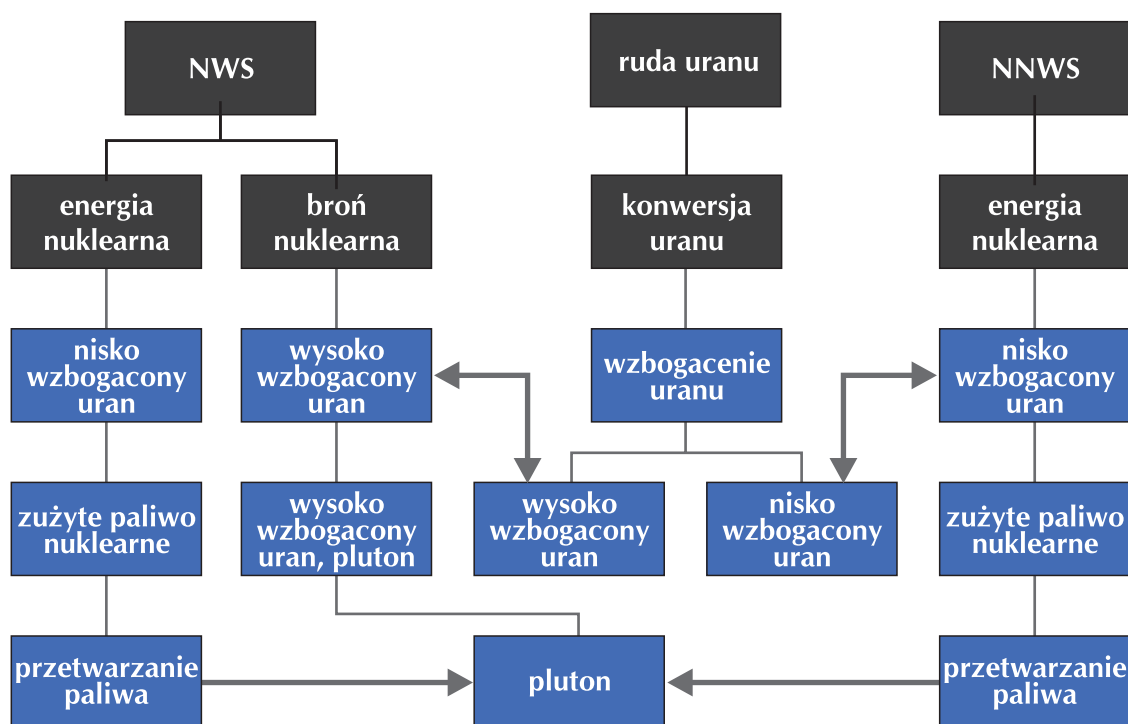 NWS
ruda uranu
NNWS
energia
nuklearna
broń
nuklearna
konwersja
uranu
energia
nuklearna
nisko
wzbogacony
uran
wysoko
wzbogacony
uran
wzbogacenie
uranu
nisko
wzbogacony
uran
zużyte paliwo
nuklearne
wysoko
wzbogacony
uran, pluton
wysoko
wzbogacony
uran
nisko
wzbogacony
uran
zużyte paliwo
nuklearne
przetwarzanie
paliwa
pluton
przetwarzanie
paliwa